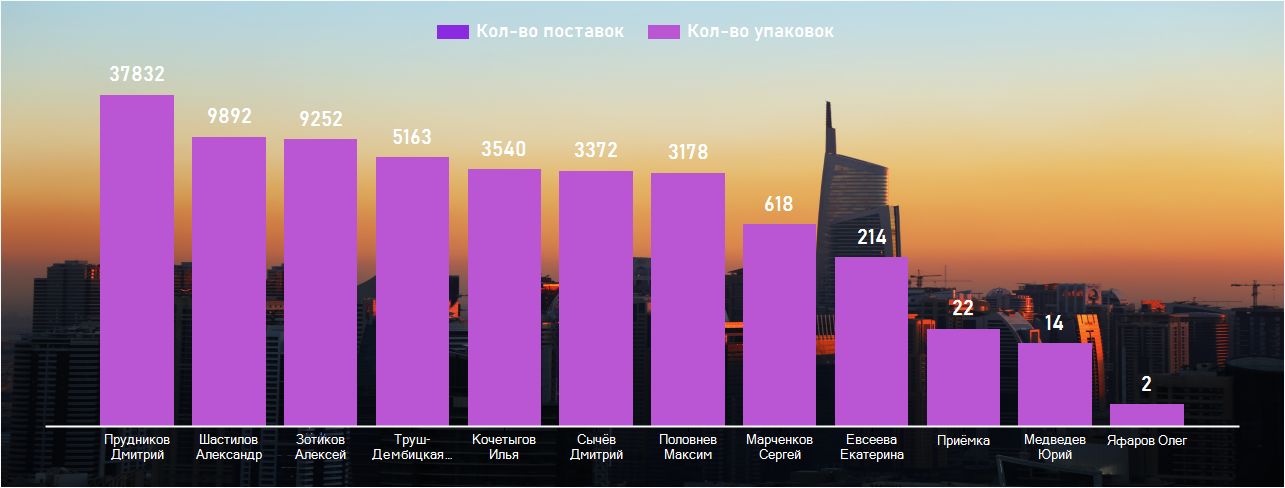 Кол-во поставок Кол-во упаковок
37832
9892
9252
5163
3540
3372
3178
618
214
22
14
2
Прудников
Дмитрий
Шастилов
Александр
Зотиков
Алексей
Труш-
Дембицкая...
Кочетыгов
Илья
Сычёв
Дмитрий
Половнев
Максим
Марченков
Сергей
Евсеева
Екатерина
Приёмка
Медведев
Юрий
Яфаров Олег